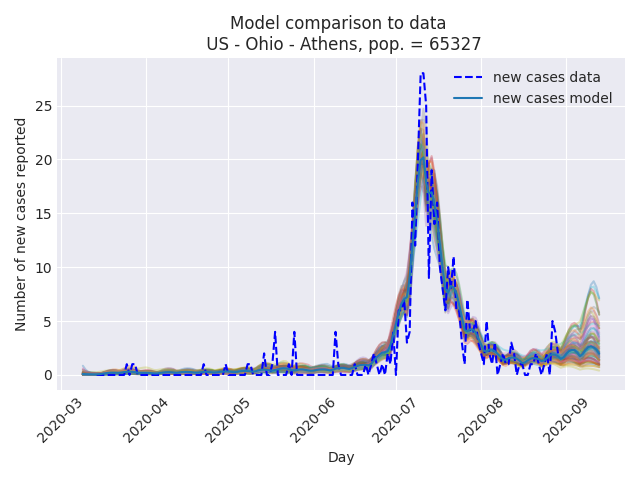 Model comparison to data
US - Ohio - Athens, pop. = 65327
new cases data
new cases model
Number of new cases reported
25
20
15
10
5
0
2020-03
2020-04
2020-05
2020-06
2020-07
2020-08
2020-09
Day